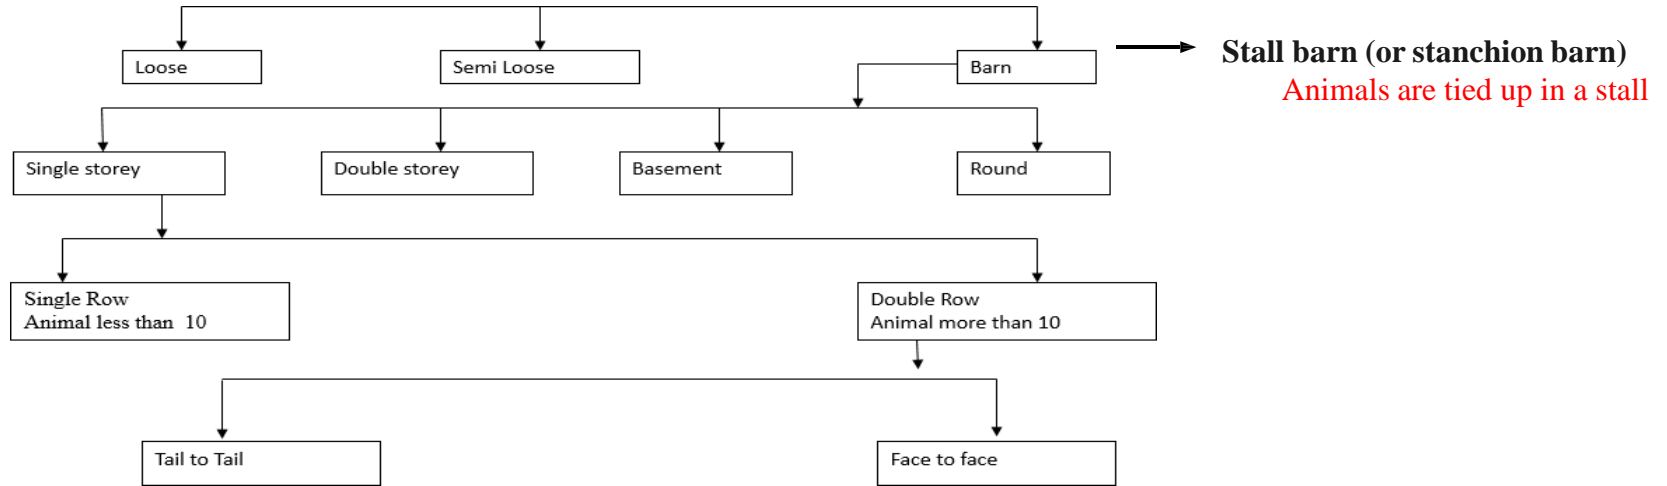 Loose
Semi Loose
Barn
Stall barn (or stanchion barn)
Animals are tied up in a stall
Single storey
Double storey
Basement
Round
Single Row
Animal less than 10
Double Row
Animal more than 10
Tail to Tail
Face to face